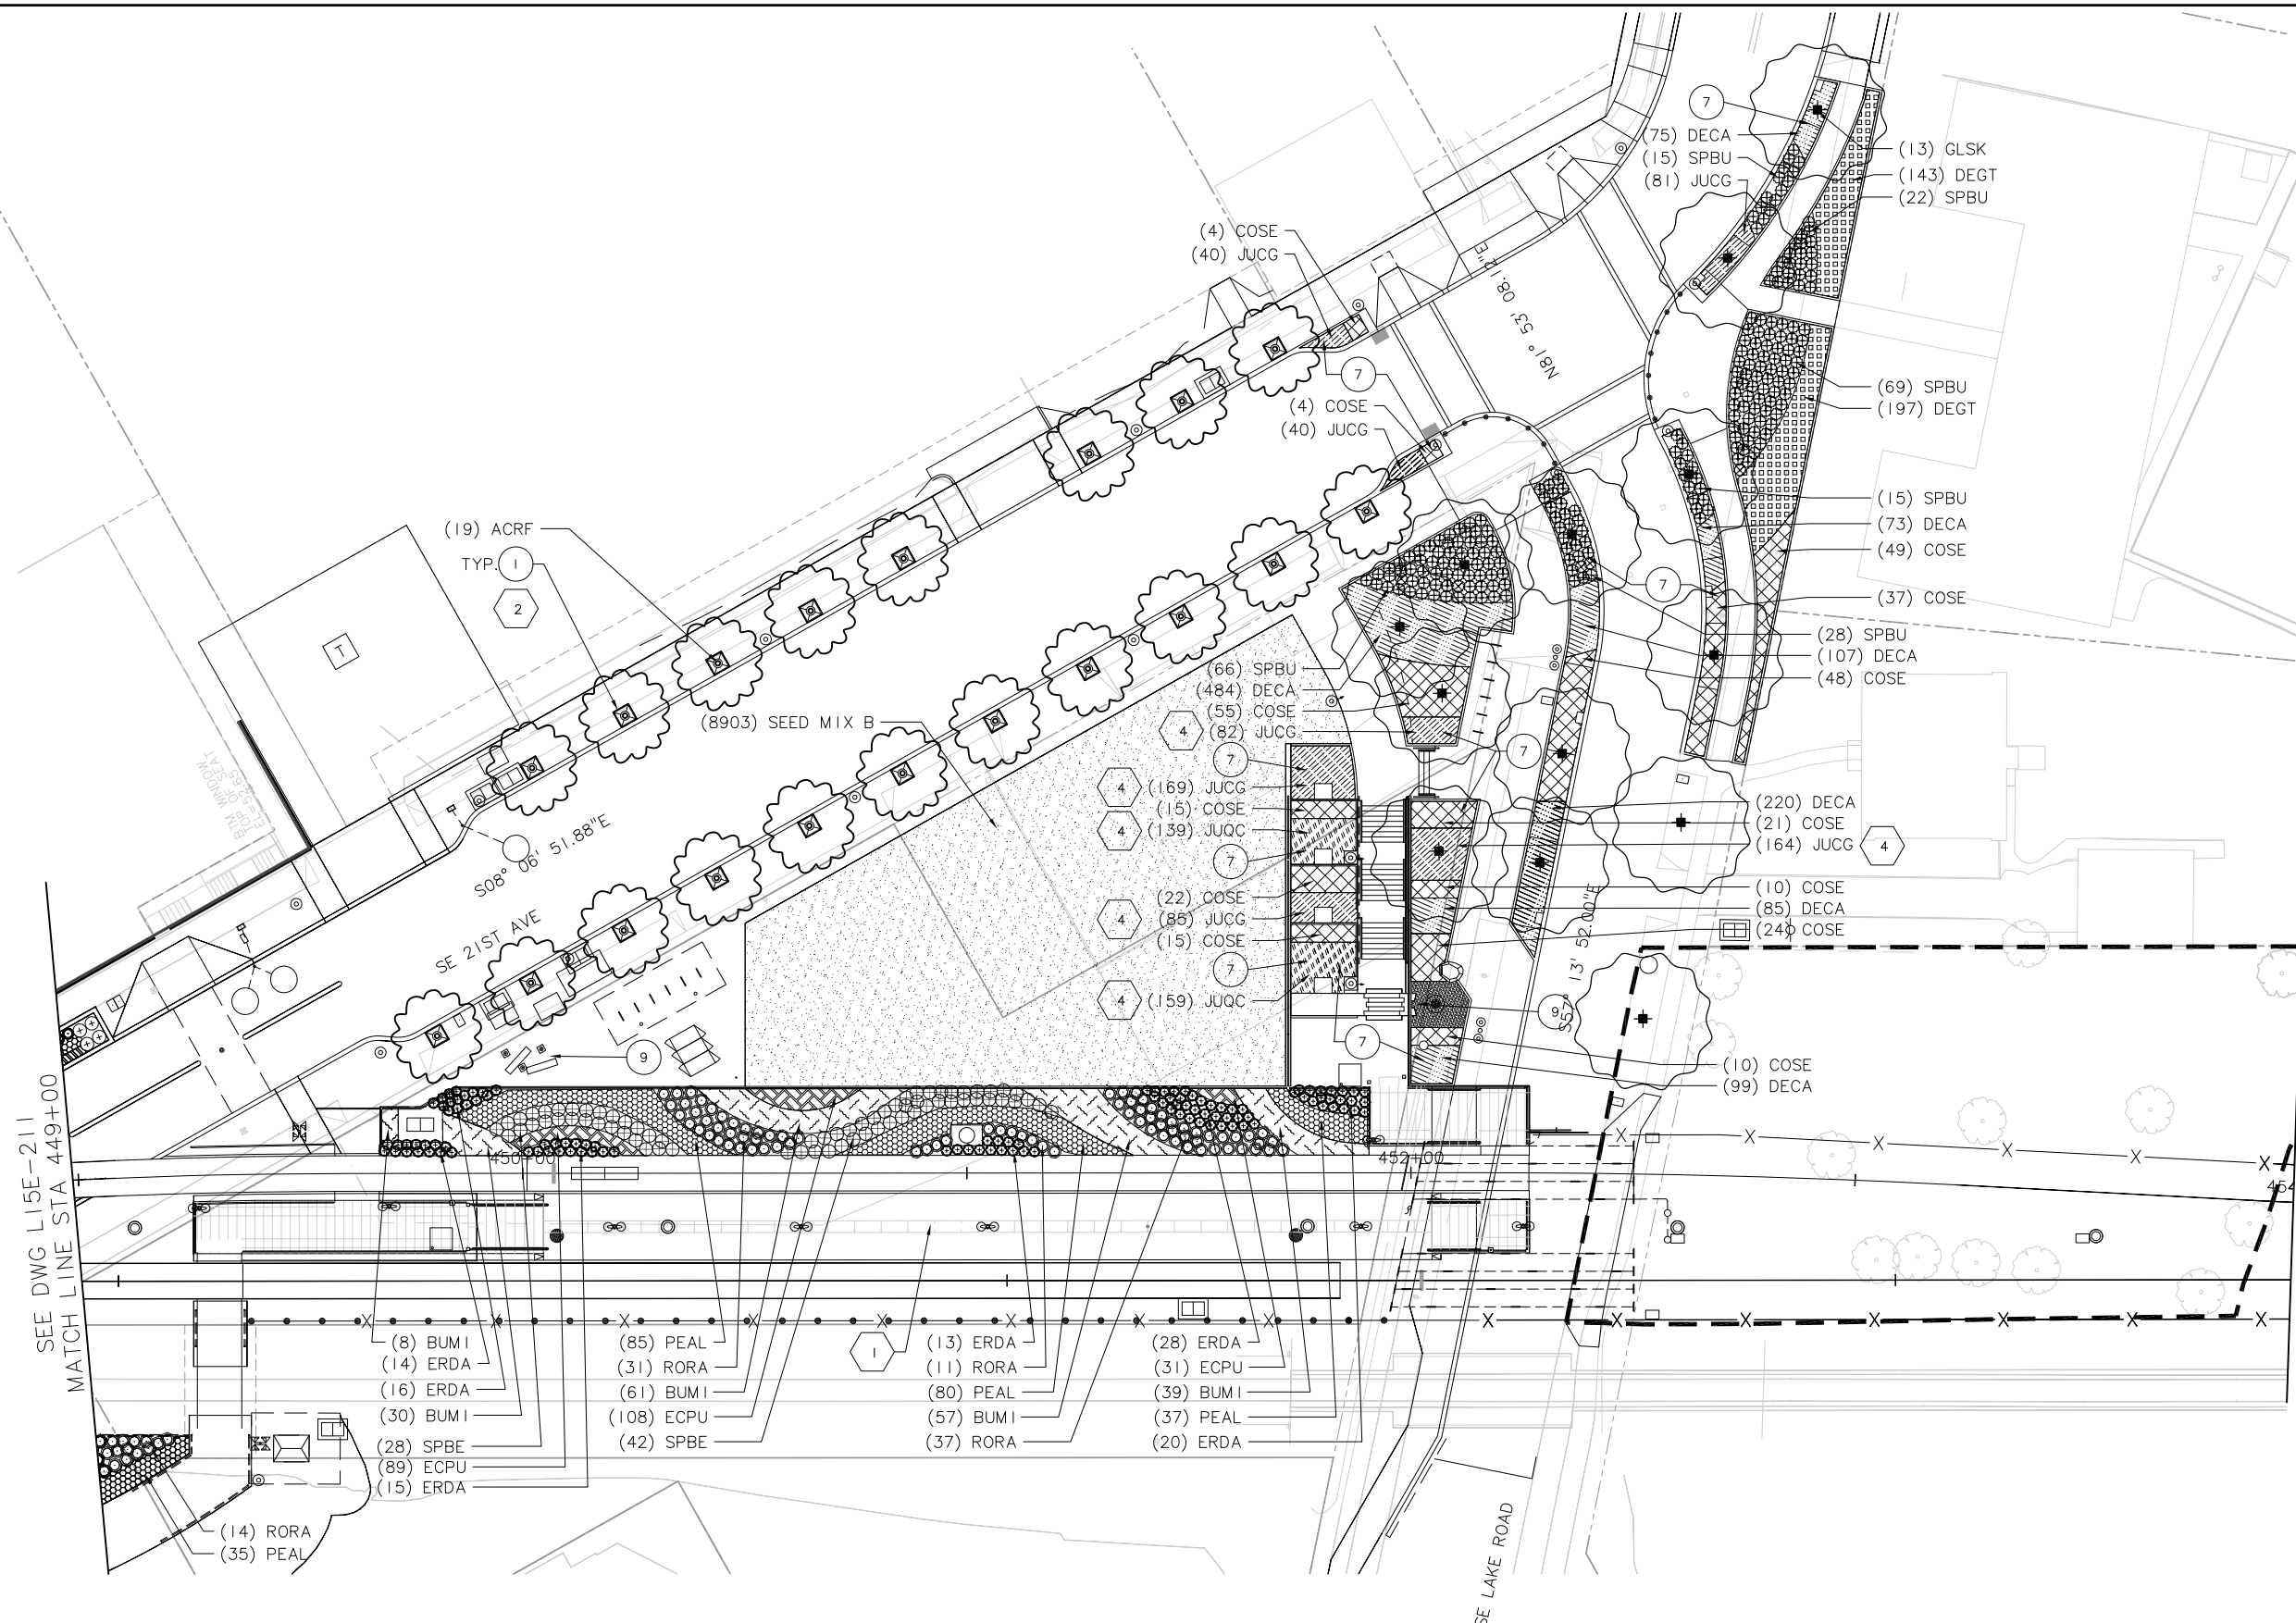 7
(75) DECA
(15) SPBU
(81) JUCG
(13) GLSK
(143) DEGT
(22) SPBU
(4) COSE
(40) JUCG
N81° 53' 08.12"E
7
(4) COSE
(40) JUCG
(69) SPBU
(197) DEGT
(15) SPBU
(73) DECA
(49) COSE
7
(37) COSE
(28) SPBU
(107) DECA
(48) COSE
(19) ACRF
TYP. 1
2
T
(8903) SEED MIX B
(66) SPBU
(484) DECA
(55) COSE
4 (82) JUCG
7
7
4 (169) JUCG
(15) COSE
4 (139) JUQC
7
(22) COSE
4 (85) JUCG
(15) COSE
7
4 (159) JUQC
(220) DECA
(21) COSE
(164) JUCG 4
(10) COSE
(85) DECA
(24) COSE
9
7
(10) COSE
(99) DECA
S57° 13' 52.00"E
S08° 06' 51.88"E
SE 21ST AVE
9
SEE DWG L15E-211
MATCH LINE STA 449+00
450+00
452+00
454
(8) BUMI
(14) ERDA
(16) ERDA
(30) BUMI
(28) SPBE
(89) ECPU
(15) ERDA
(85) PEAL
(31) RORA
(61) BUMI
(108) ECPU
(42) SPBE
1
(13) ERDA
(11) RORA
(80) PEAL
(57) BUMI
(37) RORA
(28) ERDA
(31) ECPU
(39) BUMI
(37) PEAL
(20) ERDA
(14) RORA
(35) PEAL
SE LAKE ROAD